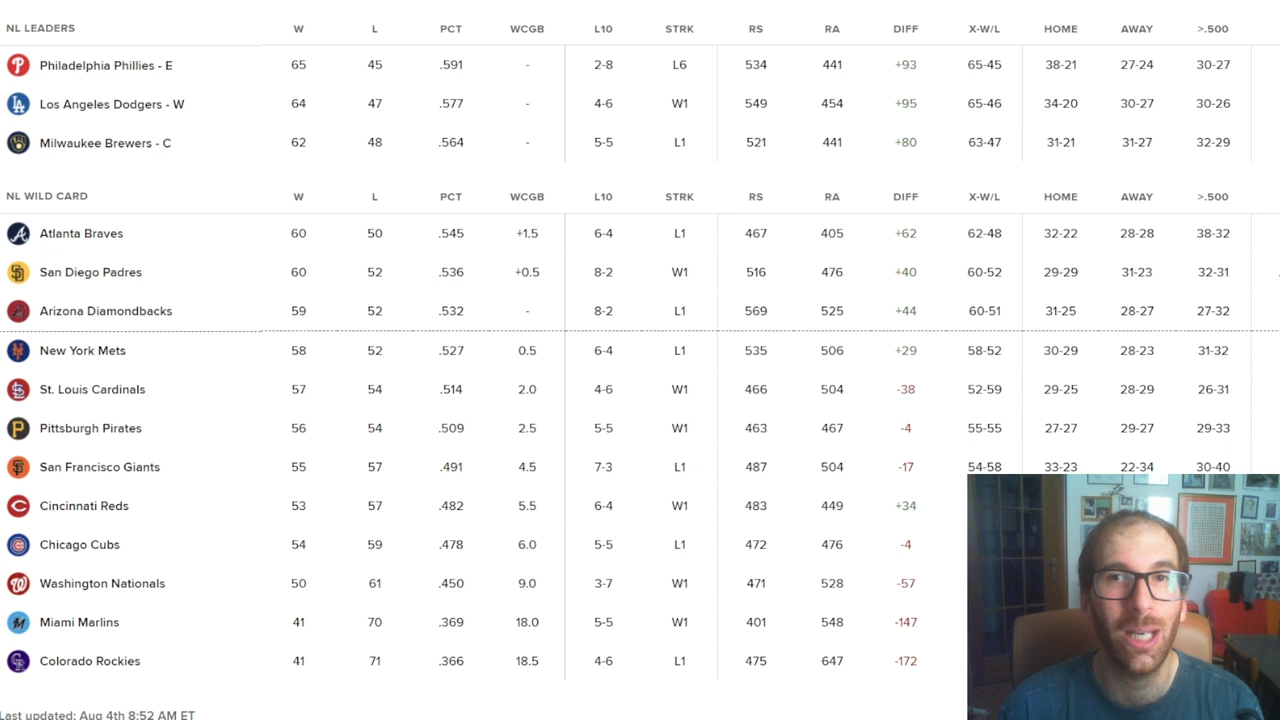 NL LEADERS W L PCT WCGB L10 STRK RS RA DIFF X-W/L HOME AWAY >.500
Philadelphia Phillies - E 65 45 .591 - 2-8 L6 534 441 +93 65-45 38-21 27-24 30-27
Los Angeles Dodgers - W 64 47 .577 - 4-6 W1 549 454 +95 65-46 34-20 30-27 30-26
Milwaukee Brewers - C 62 48 .564 - 5-5 L1 521 441 +80 63-47 31-21 31-27 32-29
NL WILD CARD W L PCT WCGB L10 STRK RS RA DIFF X-W/L HOME AWAY >.500
Atlanta Braves 60 50 .545 +1.5 6-4 L1 467 405 +62 62-48 32-22 28-28 38-32
San Diego Padres 60 52 .536 +0.5 8-2 W1 516 476 +40 60-52 29-29 31-23 32-31
Arizona Diamondbacks 59 52 .532 - 8-2 L1 569 525 +44 60-51 31-25 28-27 27-32
New York Mets 58 52 .527 0.5 6-4 L1 535 506 +29 58-52 30-29 28-23 31-32
St. Louis Cardinals 57 54 .514 2.0 4-6 W1 466 504 -38 52-59 29-25 28-29 26-31
Pittsburgh Pirates 56 54 .509 2.5 5-5 W1 463 467 -4 55-55 27-27 29-27 29-33
San Francisco Giants 55 57 .491 4.5 7-3 L1 487 504 -17 54-58 33-23 22-34 30-40
Cincinnati Reds 53 57 .482 5.5 6-4 W1 483 449 +34
Chicago Cubs 54 59 .478 6.0 5-5 L1 472 476 -4
Washington Nationals 50 61 .450 9.0 3-7 W1 471 528 -57
Miami Marlins 41 70 .369 18.0 5-5 W1 401 548 -147
Colorado Rockies 41 71 .366 18.5 4-6 L1 475 647 -172
Last updated: Aug 4th 8:52 AM ET